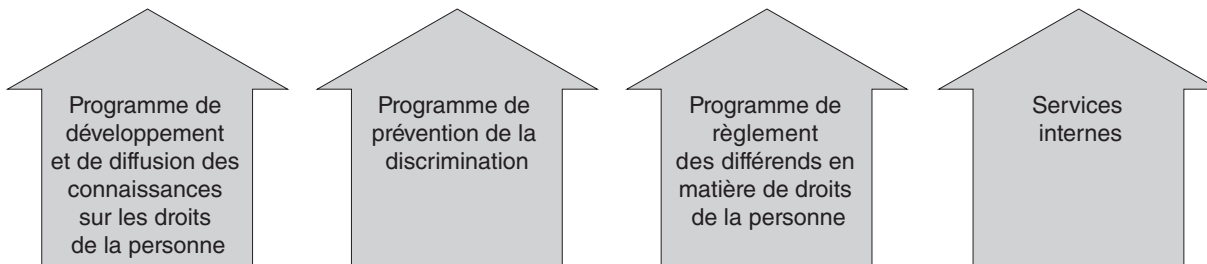 Programme de
développement
et de diffusion des
connaissances
sur les droits
de la personne
Programme de
prévention de la
discrimination
Programme de
règlement
des différends en
matière de droits
de la personne
Services
internes